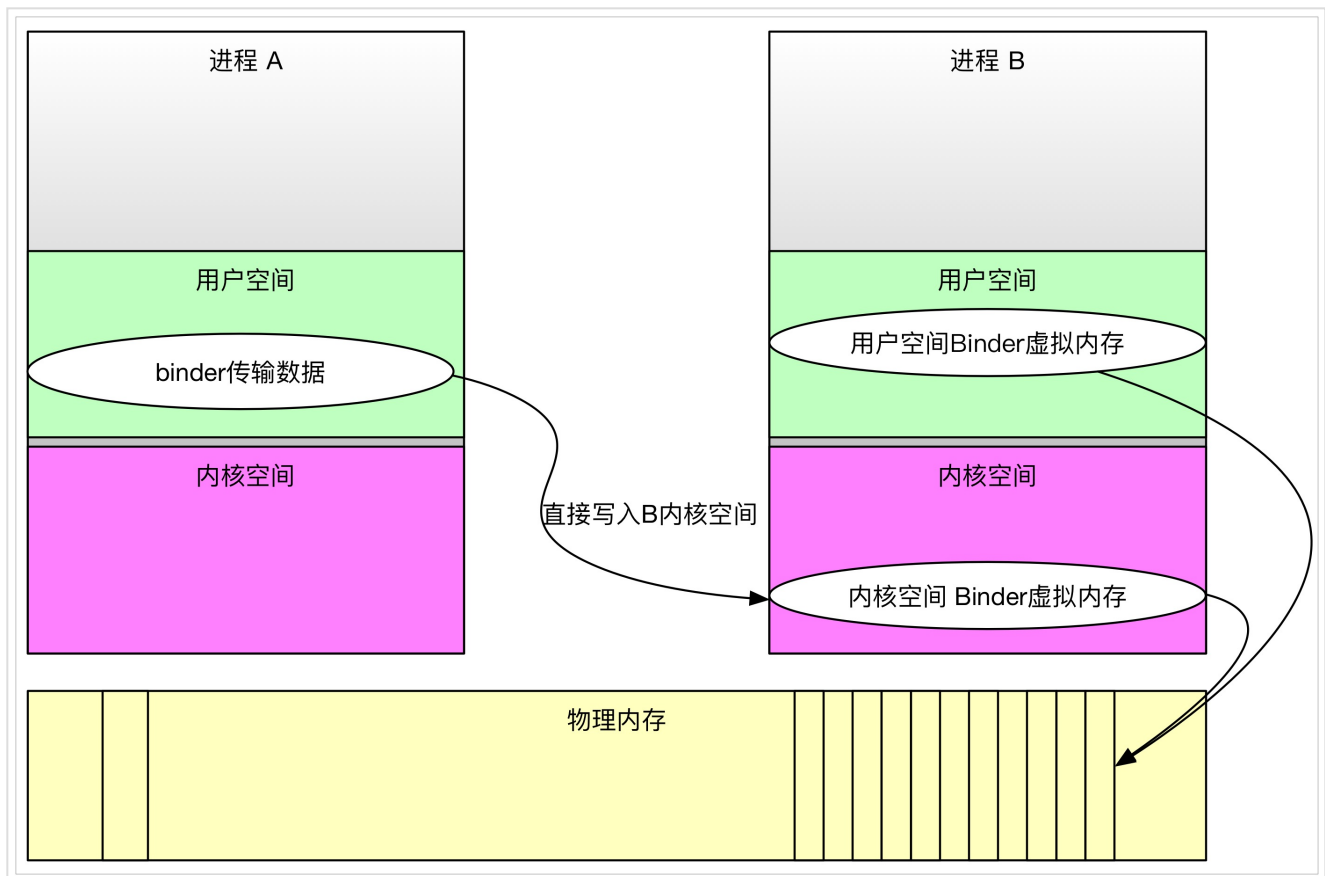 进程 A
进程 B
用户空间
用户空间
用户空间Binder虚拟内存
binder传输数据
内核空间
内核空间
直接写入B内核空间
内核空间 Binder虚拟内存
物理内存